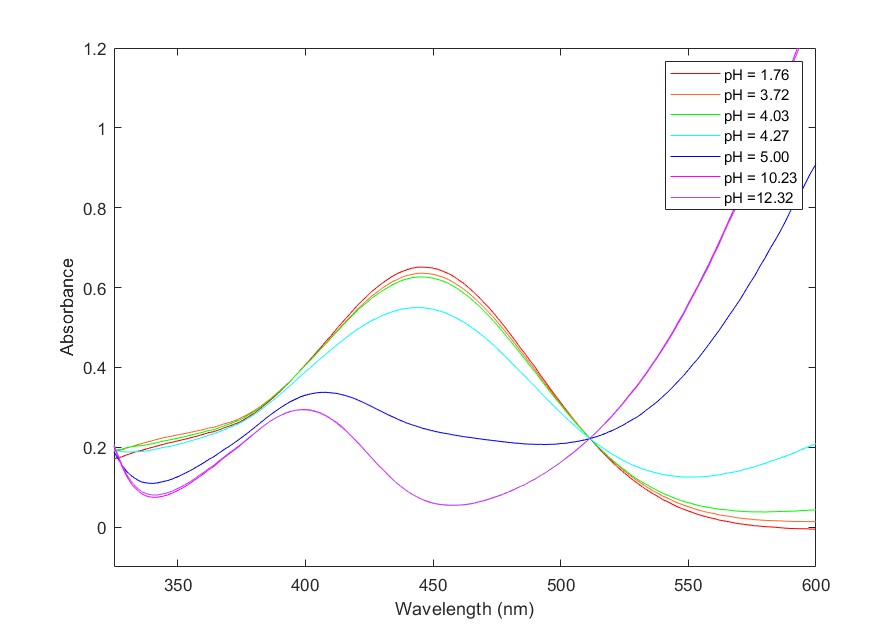 1.2
1
0.8
0.6
0.4
0.2
0
Absorbance
350
400
450
500
550
600
Wavelength (nm)
pH = 1.76
pH = 3.72
pH = 4.03
pH = 4.27
pH = 5.00
pH = 10.23
pH =12.32